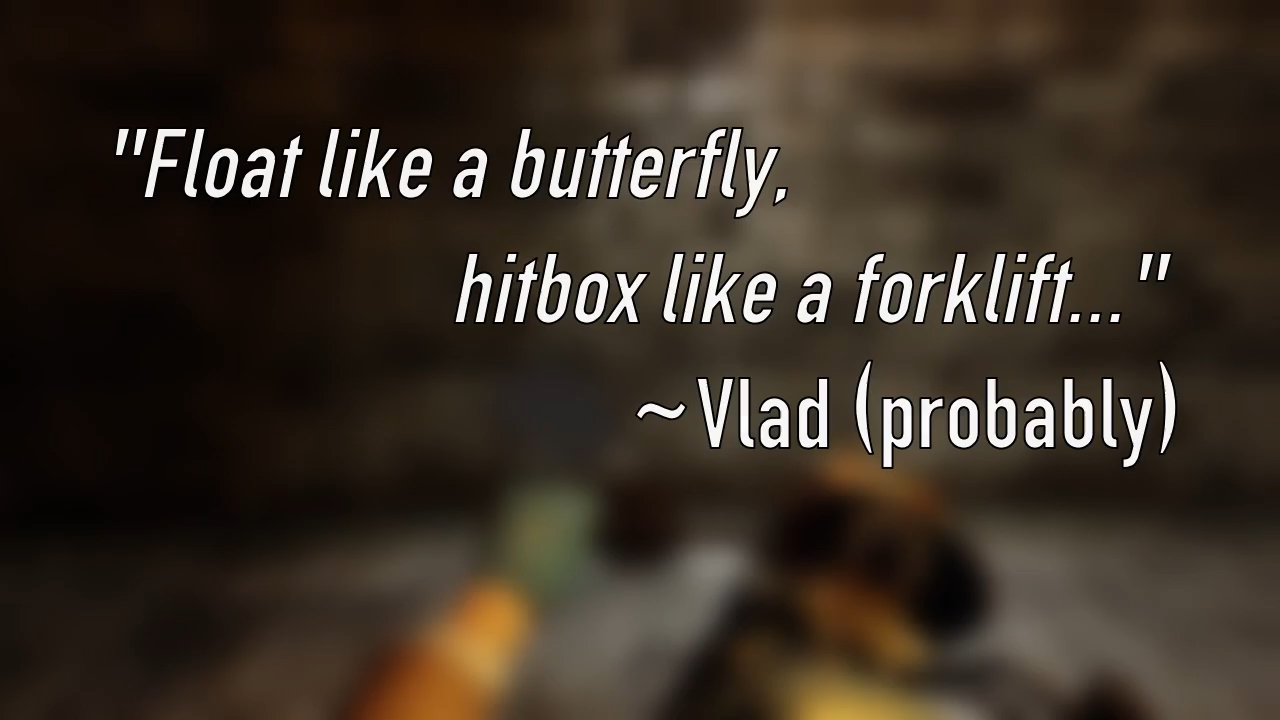 "Float like a butterfly,
hitbox like a forklift..."
~Vlad (probably)